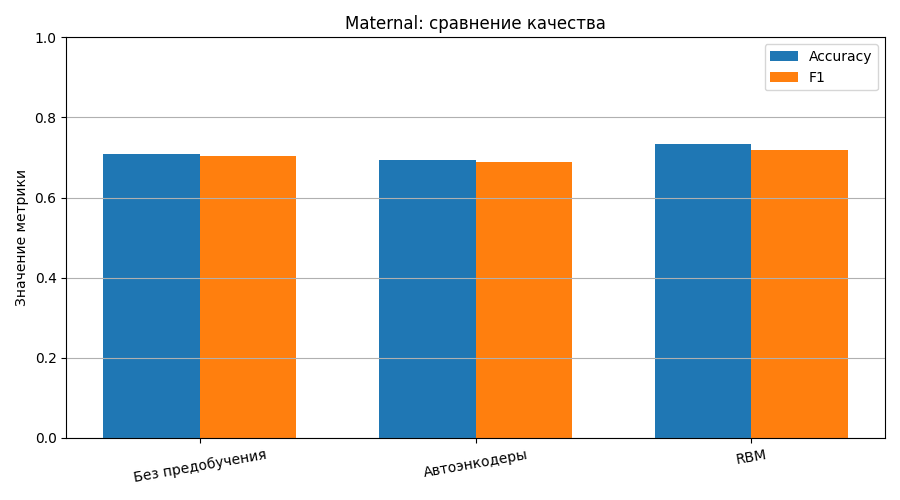 Maternal: сравнение качества
Accuracy
F1
Значение метрики
1.0
0.8
0.6
0.4
0.2
0.0
Без предобучения
Автоэнкодеры
RBM